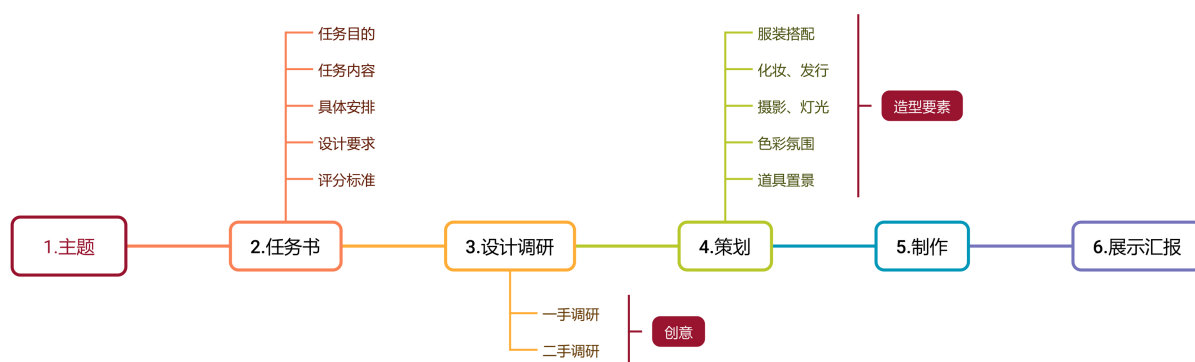 1.主题
2.任务书
任务目的
任务内容
具体安排
设计要求
评分标准
3.设计调研
一手调研
二手调研
创意
4.策划
服装搭配
化妆、发行
摄影、灯光
色彩氛围
道具置景
造型要素
5.制作
6.展示汇报